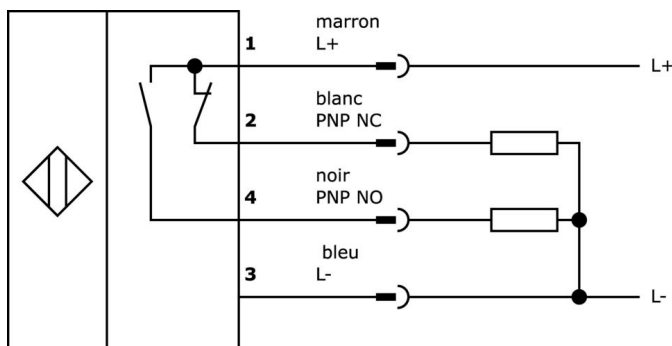 marron
1 L+
L+
blanc
2 PNP NC
noir
4 PNP NO
bleu
3 L-
L-